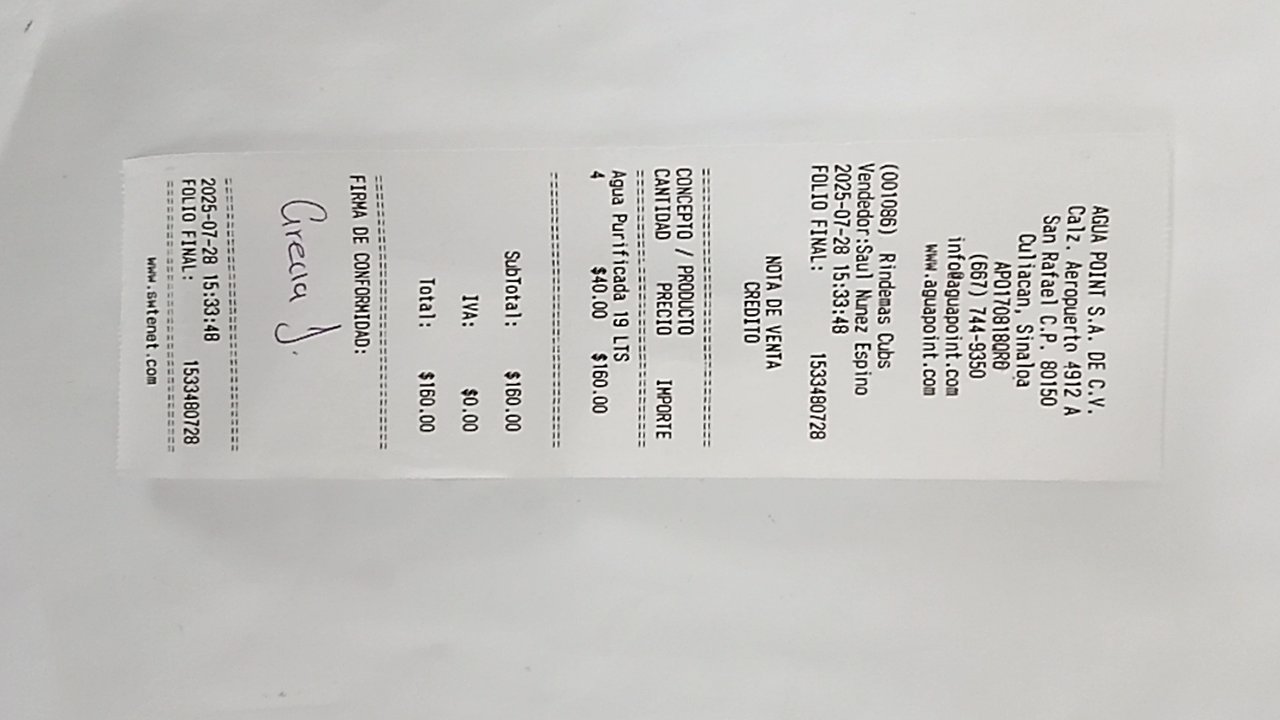 AGUA POINT S.A. DE C.V.
Calz. Aeropuerto 4912 A
San Rafael C.P. 80150
Culiacan, Sinaloa
APO170818QR0
(667) 744-9350
info@aguapoint.com
www.aguapoint.com
(001086) Rindemas Cubs
Vendedor:Saul Nunez Espino
2025-07-28 15:33:48
FOLIO FINAL: 1533480728
NOTA DE VENTA
CREDITO
CONCEPTO / PRODUCTO
CANTIDAD PRECIO IMPORTE
Agua Purificada 19 LTS
4 $40.00 $160.00
SubTotal: $160.00
IVA: $0.00
Total: $160.00
FIRMA DE CONFORMIDAD:
Grecia J.
2025-07-28 15:33:48
FOLIO FINAL: 1533480728
www.swtenet.com